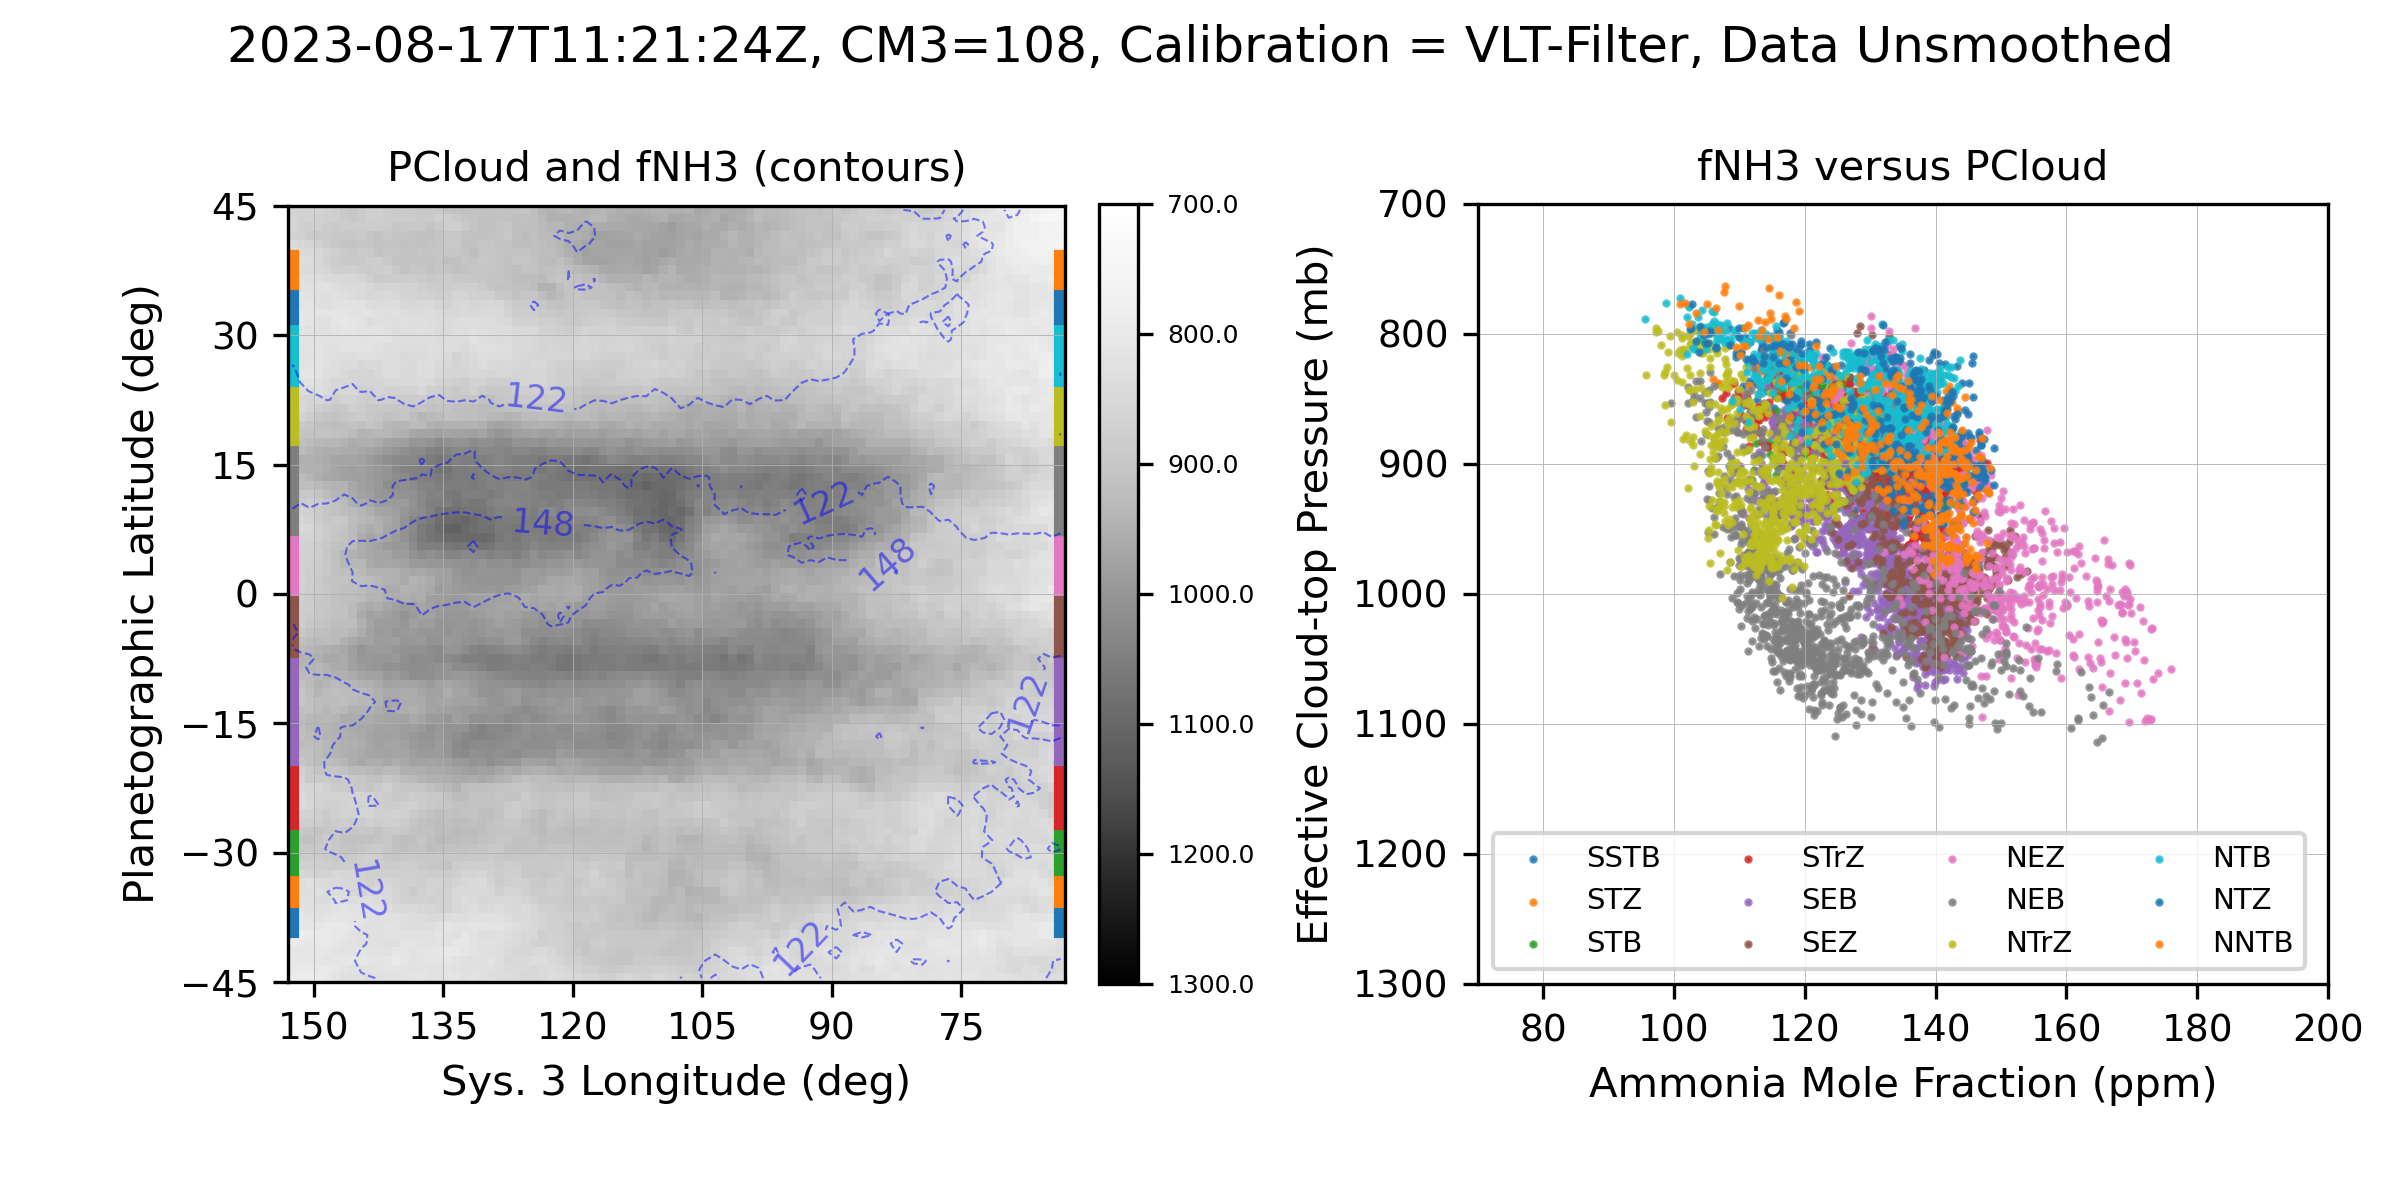 2023-08-17T11:21:24Z, CM3=108, Calibration = VLT-Filter, Data Unsmoothed
PCloud and fNH3 (contours)
Planetographic Latitude (deg)
45
30
15
0
−15
−30
−45
150
135
120
105
90
75
Sys. 3 Longitude (deg)
122
122
148
148
122
122
122
700.0
800.0
900.0
1000.0
1100.0
1200.0
1300.0
fNH3 versus PCloud
Effective Cloud-top Pressure (mb)
700
800
900
1000
1100
1200
1300
SSTB
STZ
STB
STrZ
SEB
SEZ
NEZ
NEB
NTrZ
NTB
NTZ
NNTB
80
100
120
140
160
180
200
Ammonia Mole Fraction (ppm)